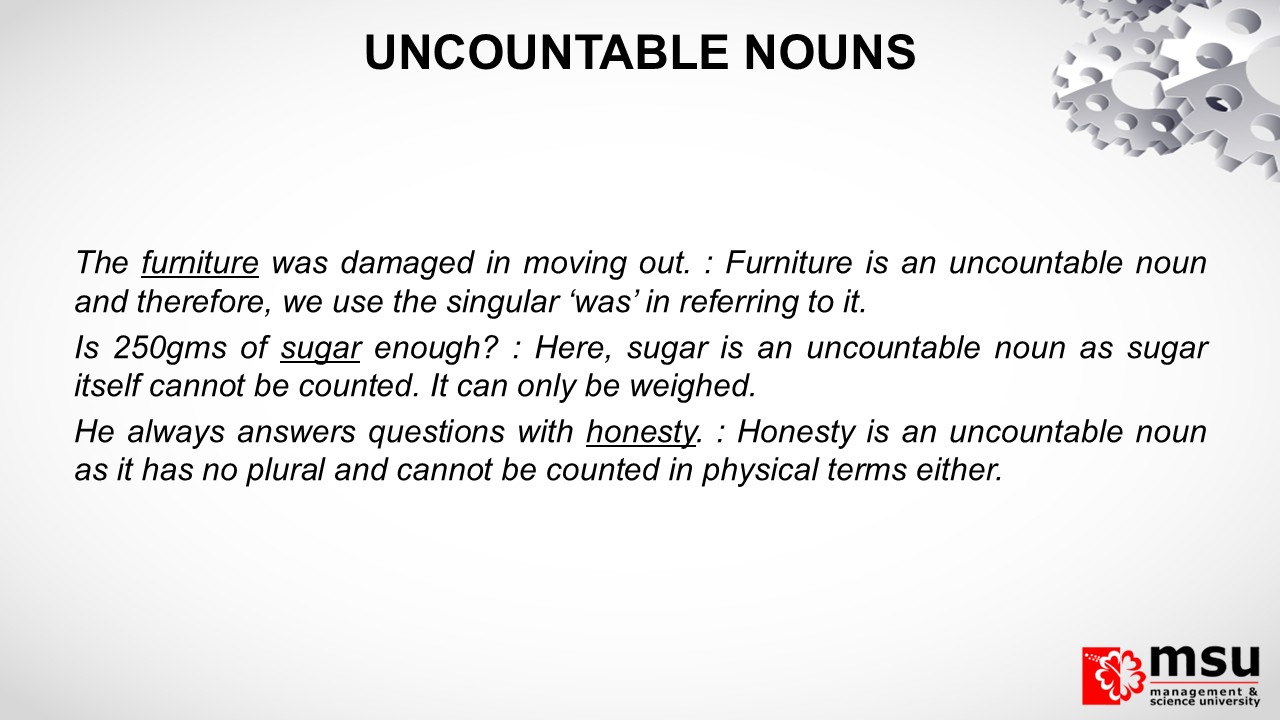 UNCOUNTABLE NOUNS
The furniture was damaged in moving out. : Furniture is an uncountable noun
and therefore, we use the singular ‘was’ in referring to it.
Is 250gms of sugar enough? : Here, sugar is an uncountable noun as sugar
itself cannot be counted. It can only be weighed.
He always answers questions with honesty. : Honesty is an uncountable noun
as it has no plural and cannot be counted in physical terms either.
msu
management &
science university